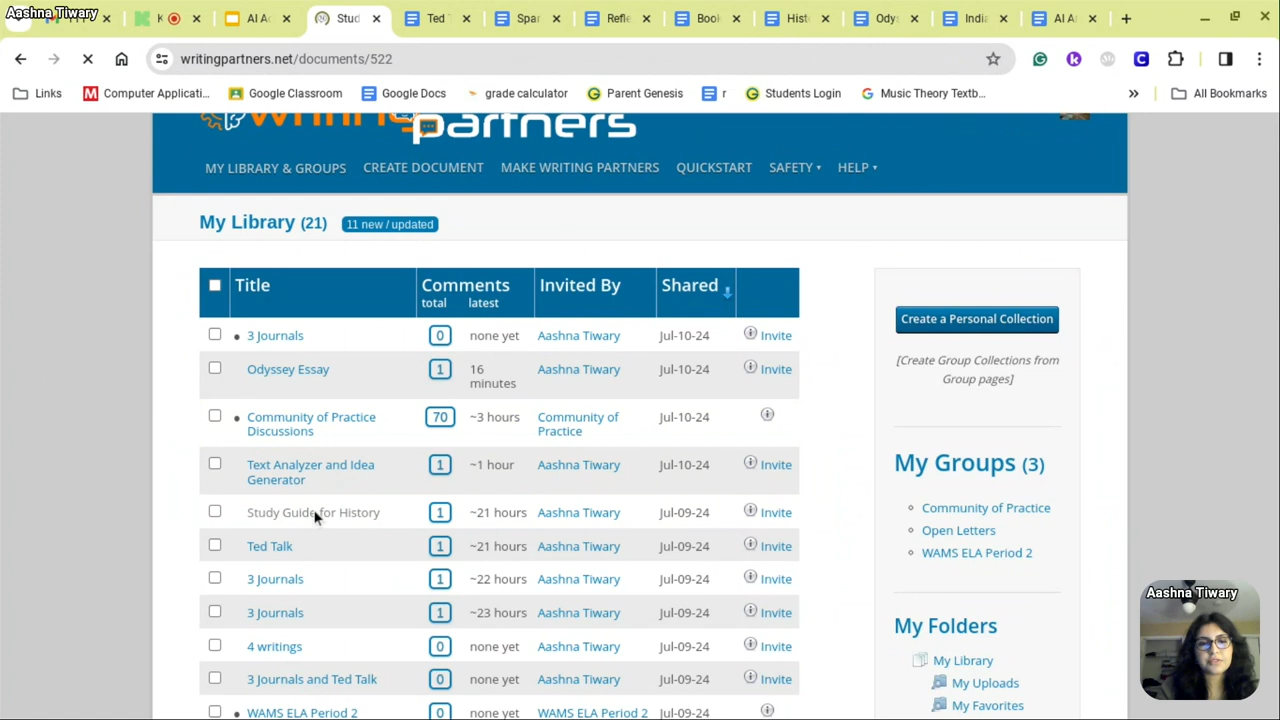 Aashna Tiwary
K
AI A
Stud
Ted
Spar
Refle
Book
Hist
Odys
India
AI A
writingpartners.net/documents/522
Links
Computer Applicati...
Google Classroom
Google Docs
grade calculator
Parent Genesis
r
Students Login
Music Theory Textb...
All Bookmarks
writing partners
MY LIBRARY & GROUPS CREATE DOCUMENT MAKE WRITING PARTNERS QUICKSTART SAFETY HELP
My Library (21) 11 new / updated
Title Comments Invited By Shared
total latest
3 Journals 0 none yet Aashna Tiwary Jul-10-24 Invite
Odyssey Essay 1 16 minutes Aashna Tiwary Jul-10-24 Invite
Community of Practice Discussions 70 ~3 hours Community of Practice Jul-10-24
Text Analyzer and Idea Generator 1 ~1 hour Aashna Tiwary Jul-10-24 Invite
Study Guide for History 1 ~21 hours Aashna Tiwary Jul-09-24 Invite
Ted Talk 1 ~21 hours Aashna Tiwary Jul-09-24 Invite
3 Journals 1 ~22 hours Aashna Tiwary Jul-09-24 Invite
3 Journals 1 ~23 hours Aashna Tiwary Jul-09-24 Invite
4 writings 0 none yet Aashna Tiwary Jul-09-24 Invite
3 Journals and Ted Talk 0 none yet Aashna Tiwary Jul-09-24 Invite
WAMS ELA Period 2 0 none yet WAMS ELA Period 2 Jul-09-24
Create a Personal Collection
[Create Group Collections from
Group pages]
My Groups (3)
Community of Practice
Open Letters
WAMS ELA Period 2
My Folders
My Library
My Uploads
My Favorites
Aashna Tiwary